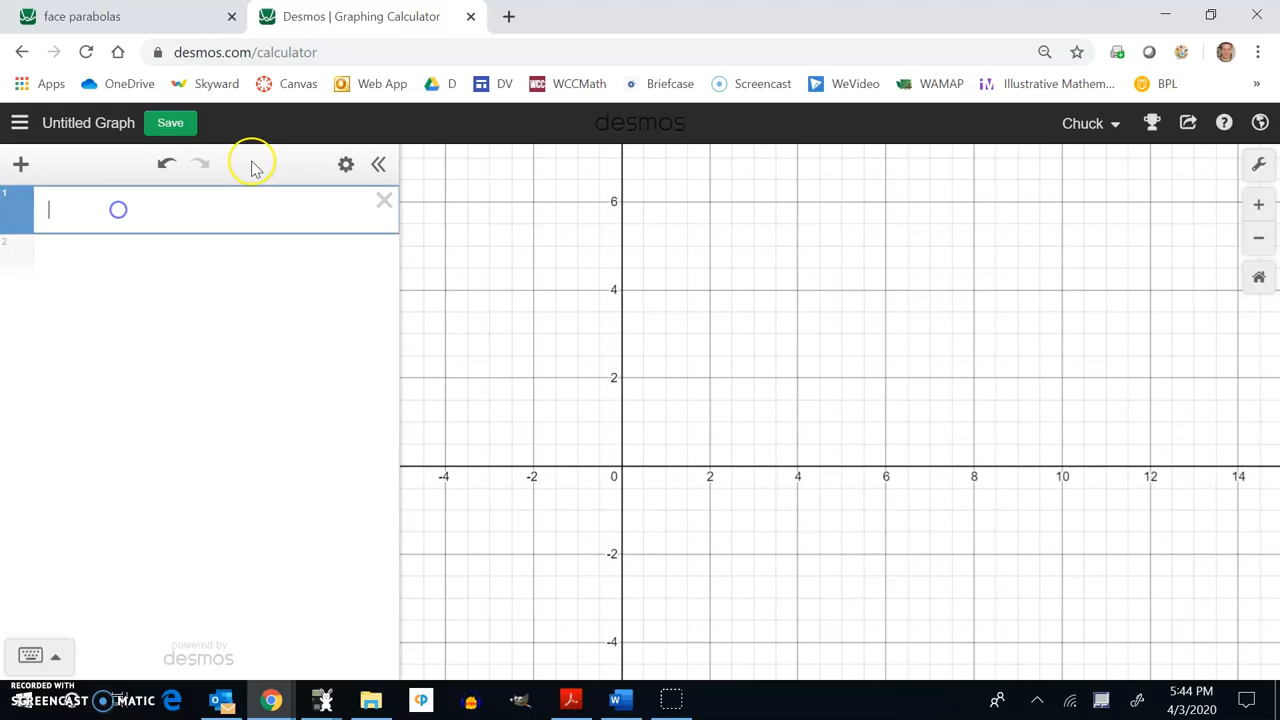 face parabolas
Desmos | Graphing Calculator
desmos.com/calculator
Apps OneDrive Skyward Canvas Web App D DV WCCMath Briefcase Screencast WeVideo WAMAP Illustrative Mathem... BPL »
Untitled Graph Save desmos Chuck
1
2
6
4
2
-4 -2 0 2 4 6 8 10 12 14
-2
-4
powered by
desmos
RECORDED WITH
SCREENCAST MATIC
5:44 PM
4/3/2020